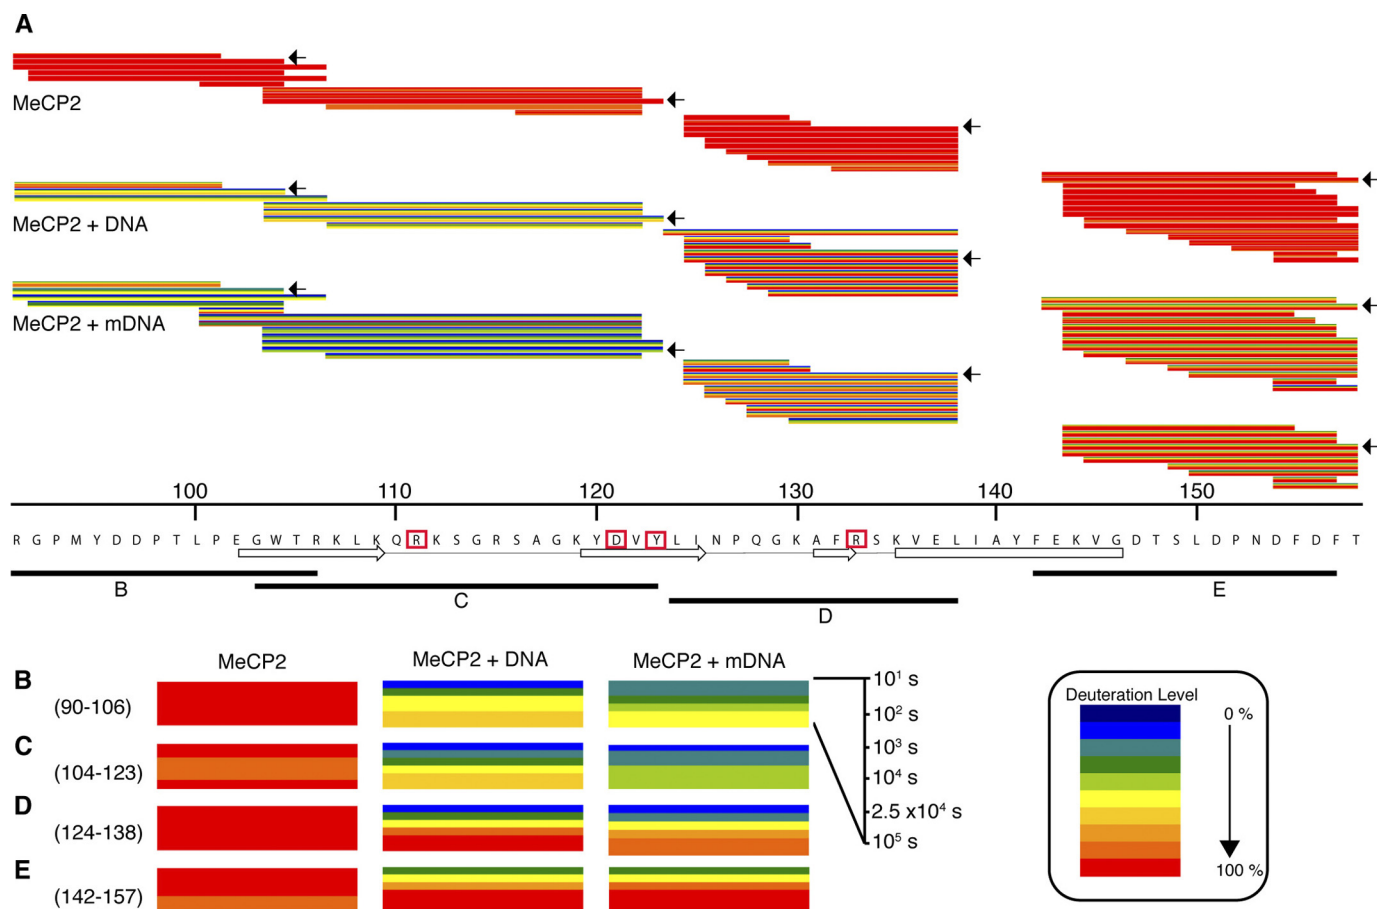 A
MeCP2
MeCP2 + DNA
MeCP2 + mDNA
100 110 120 130 140 150
R G P M Y D D P T L P E G W T R K L K Q R K S G R S A G K Y D V Y L I N P Q G K A F R S K V E L I A Y F E K V G D T S L D P N D F D F T
B
C
D
E
MeCP2 MeCP2 + DNA MeCP2 + mDNA
B (90-106)
C (104-123)
D (124-138)
E (142-157)
10¹ s
10² s
10³ s
10⁴ s
2.5 x10⁴ s
10⁵ s
Deuteration Level
0 %
100 %